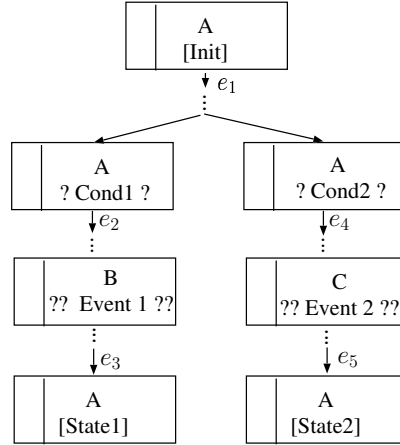 A
[Init]
e1
A
? Cond1 ?
A
? Cond2 ?
e2
e4
B
?? Event 1 ??
C
?? Event 2 ??
e3
e5
A
[State1]
A
[State2]